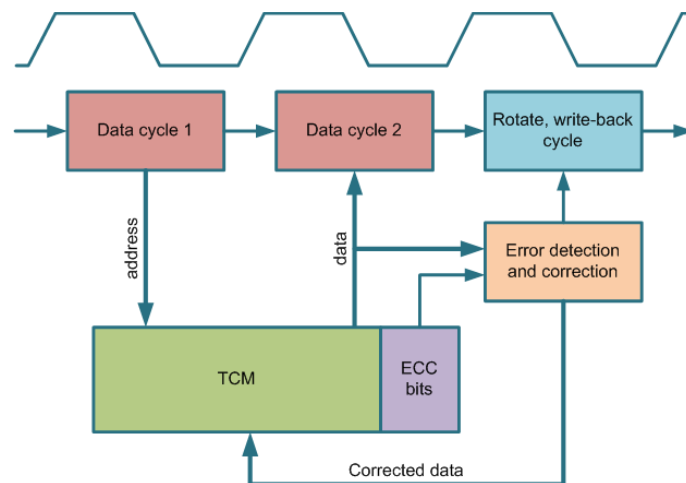 Data cycle 1
Data cycle 2
Rotate, write-back
cycle
address
data
Error detection
and correction
TCM
ECC
bits
Corrected data